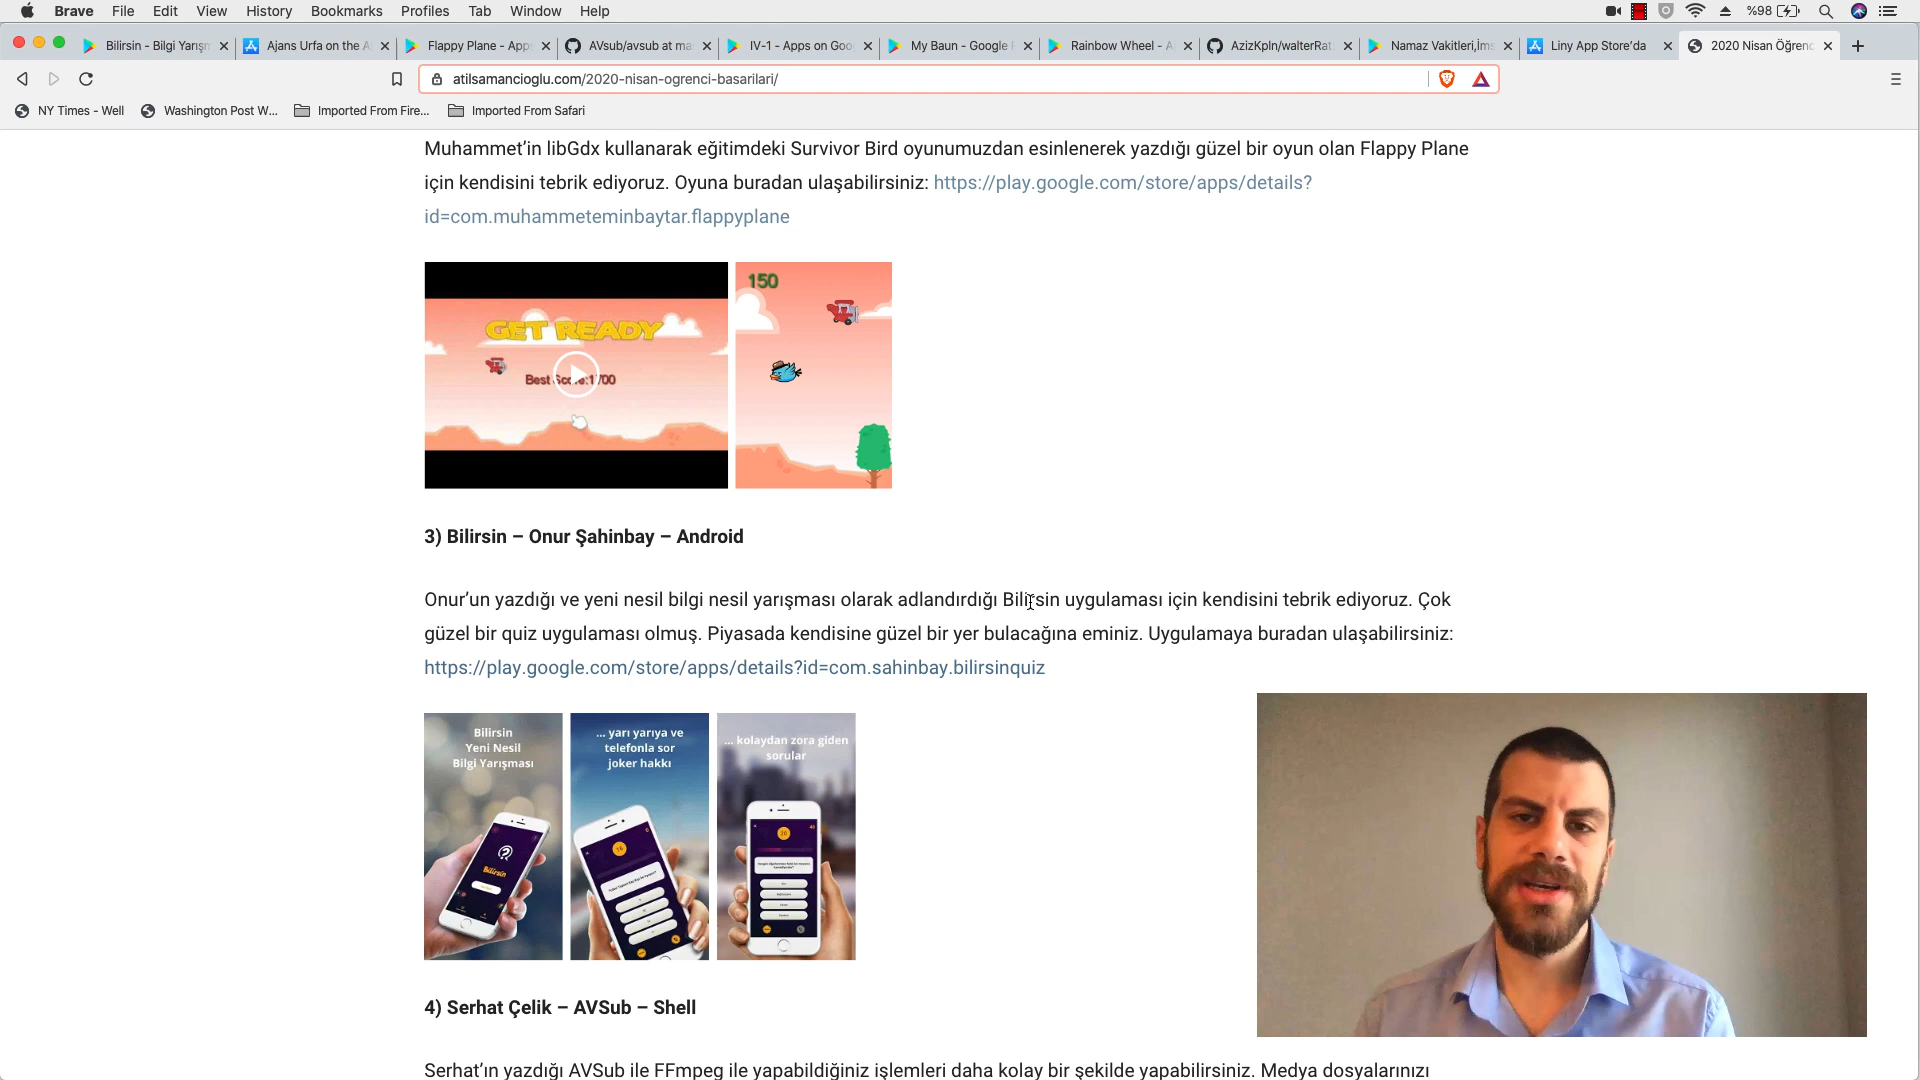 Brave File Edit View History Bookmarks Profiles Tab Window Help %98
Bilirsin - Bilgi Yarışm
Ajans Urfa on the A
Flappy Plane - App
AVsub/avsub at ma
IV-1 - Apps on Goo
My Baun - Google P
Rainbow Wheel - A
AzizKpln/walterRat
Namaz Vakitleri,İms
Liny App Store'da
2020 Nisan Öğrenc
atilsamancioglu.com/2020-nisan-ogrenci-basarilari/
NY Times - Well
Washington Post W...
Imported From Fire...
Imported From Safari
Muhammet’in libGdx kullanarak eğitimdeki Survivor Bird oyunumuzdan esinlenerek yazdığı güzel bir oyun olan Flappy Plane
için kendisini tebrik ediyoruz. Oyuna buradan ulaşabilirsiniz: https://play.google.com/store/apps/details?
id=com.muhammeteminbaytar.flappyplane
GET READY
150
3) Bilirsin – Onur Şahinbay – Android
Onur’un yazdığı ve yeni nesil bilgi nesil yarışması olarak adlandırdığı Bilirsin uygulaması için kendisini tebrik ediyoruz. Çok
güzel bir quiz uygulaması olmuş. Piyasada kendisine güzel bir yer bulacağına eminiz. Uygulamaya buradan ulaşabilirsiniz:
https://play.google.com/store/apps/details?id=com.sahinbay.bilirsinquiz
Bilirsin
Yeni Nesil
Bilgi Yarışması
Bilirsin
... yarı yarıya ve
telefonla sor
joker hakkı
... kolaydan zora giden
sorular
4) Serhat Çelik – AVSub – Shell
Serhat’ın yazdığı AVSub ile FFmpeg ile yapabildiğiniz işlemleri daha kolay bir şekilde yapabilirsiniz. Medya dosyalarınızı